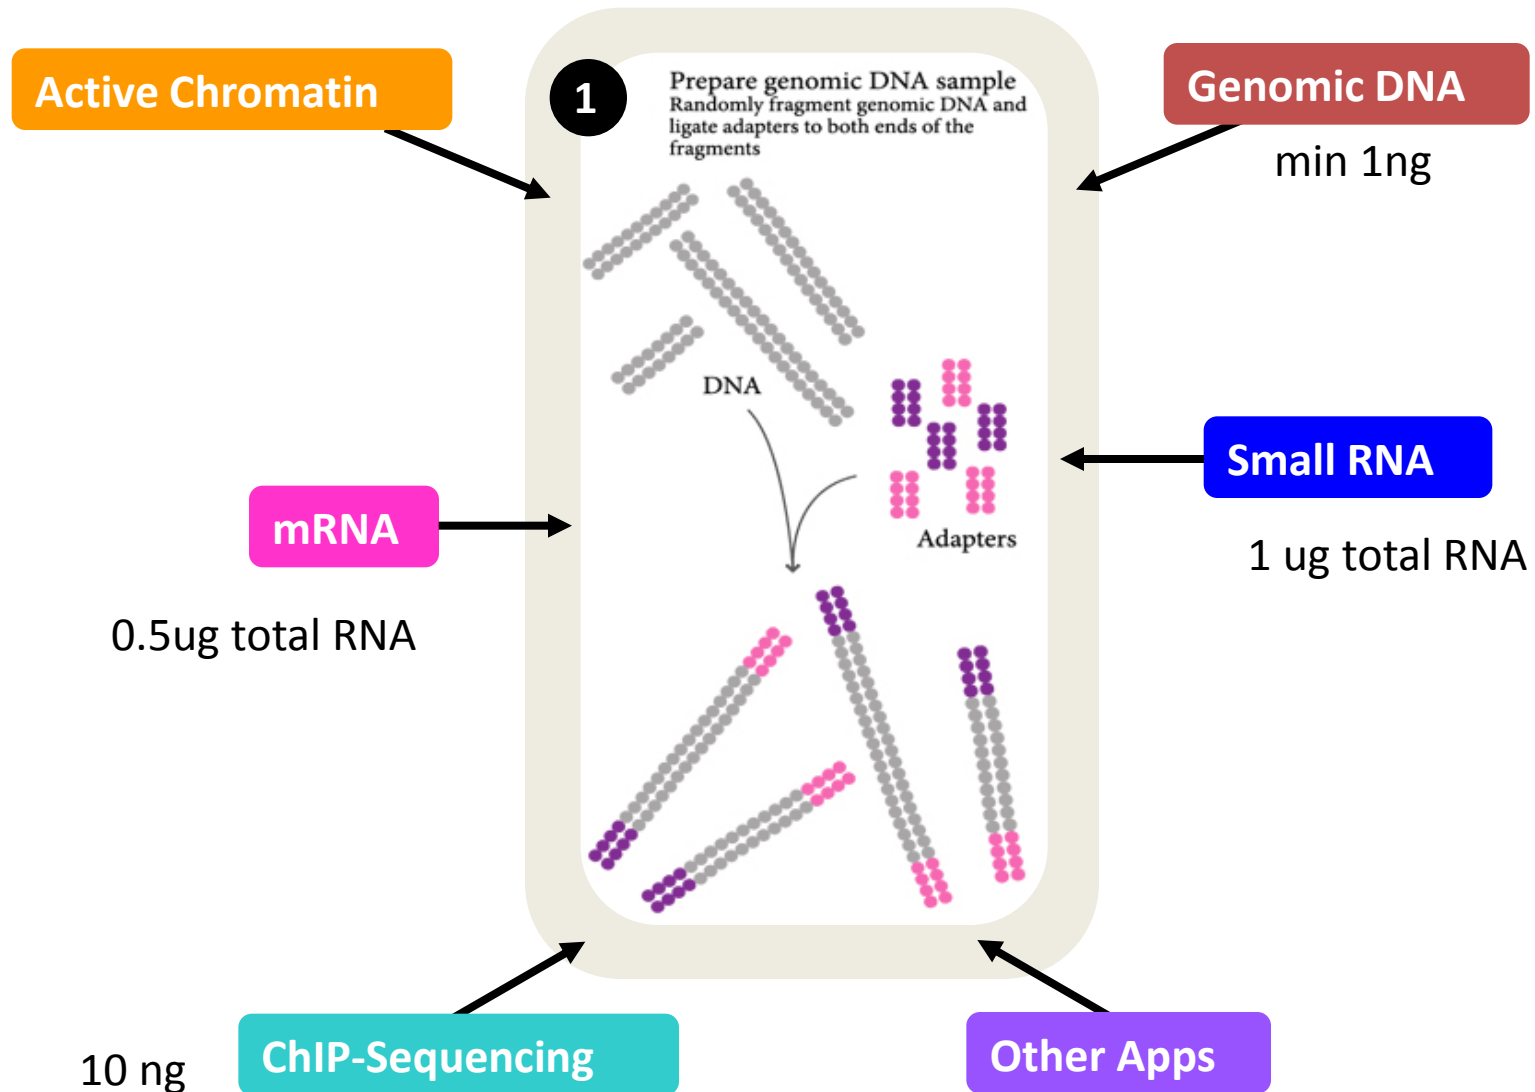 Active Chromatin
1
Prepare genomic DNA sample
Randomly fragment genomic DNA and
ligate adapters to both ends of the
fragments
Genomic DNA
min 1ng
DNA
Adapters
Small RNA
1 ug total RNA
mRNA
0.5ug total RNA
10 ng
ChIP-Sequencing
Other Apps